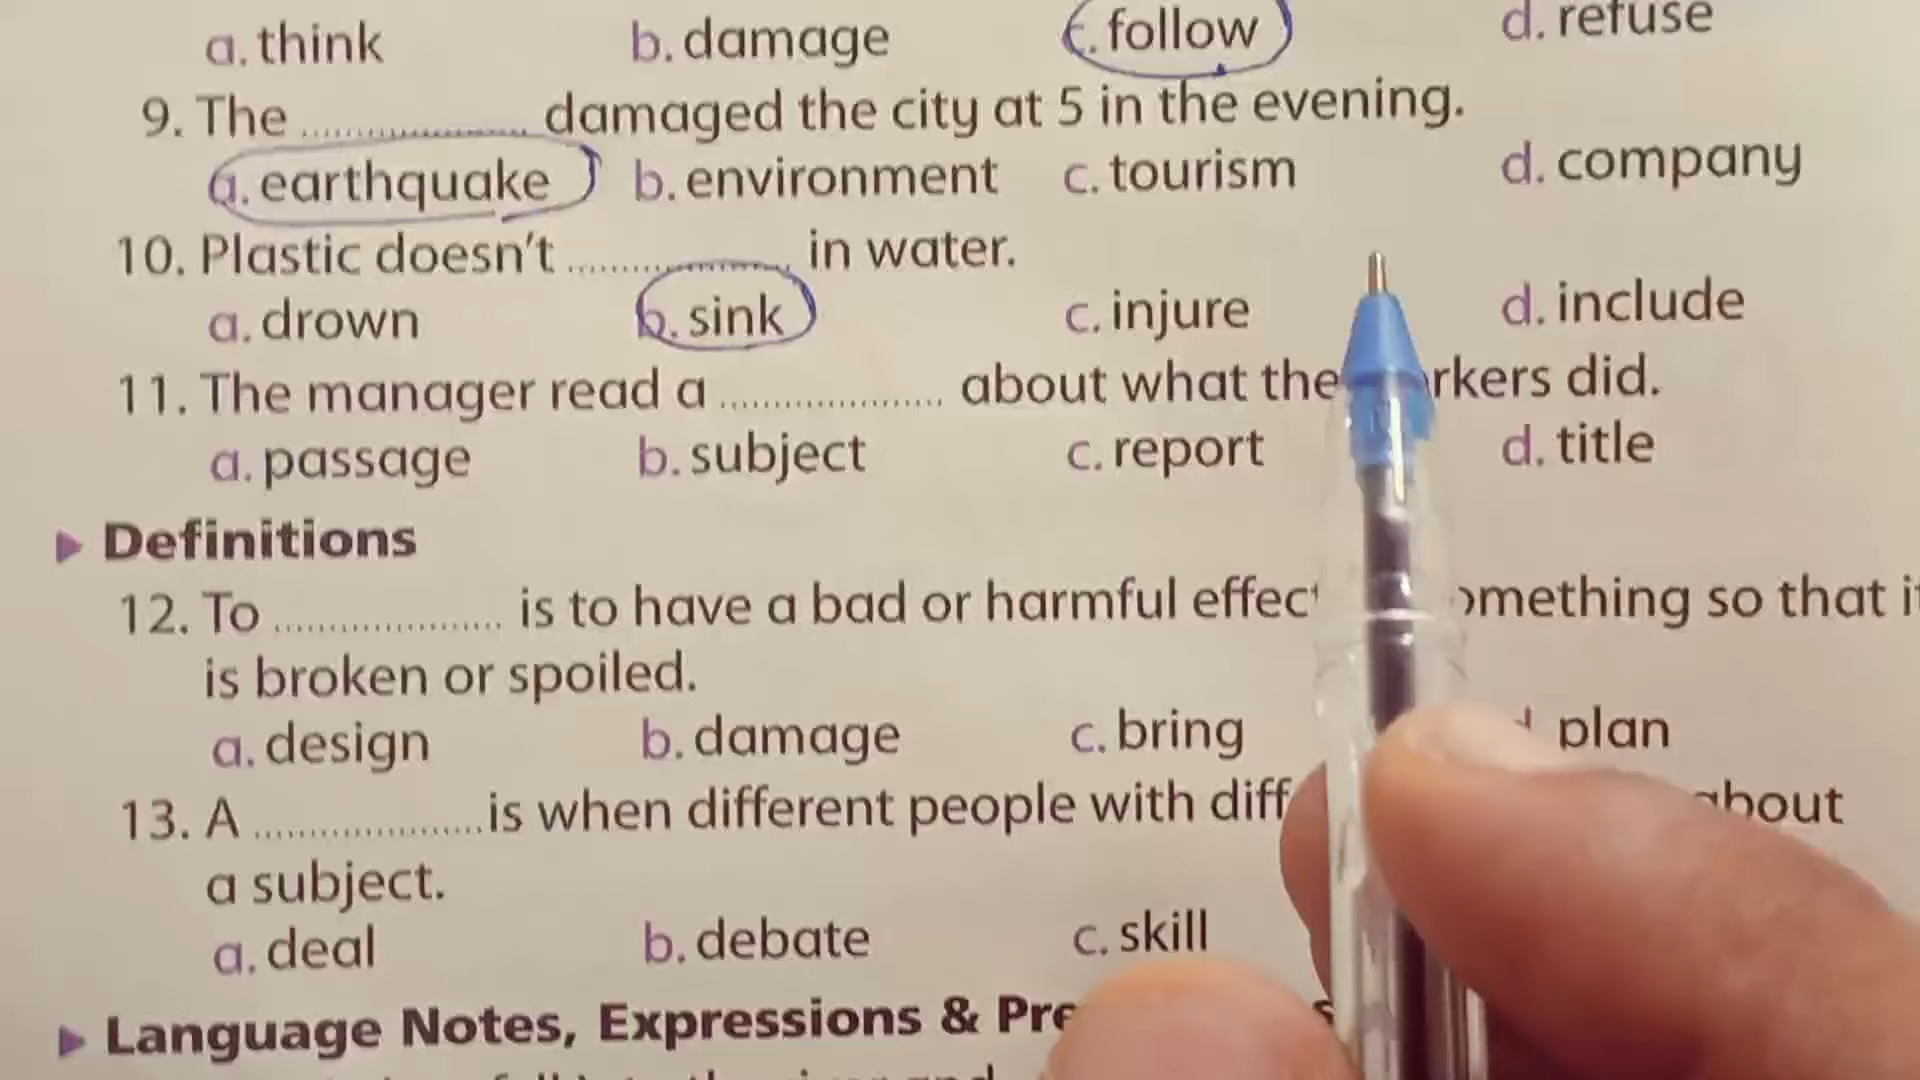 a. think b. damage c. follow d. refuse
9. The .................... damaged the city at 5 in the evening.
a. earthquake b. environment c. tourism d. company
10. Plastic doesn't .................... in water.
a. drown b. sink c. injure d. include
11. The manager read a .................... about what the rkers did.
a. passage b. subject c. report d. title
Definitions
12. To .................... is to have a bad or harmful effect omething so that it
is broken or spoiled.
a. design b. damage c. bring d. plan
13. A .................... is when different people with diff about
a subject.
a. deal b. debate c. skill
Language Notes, Expressions & Pre